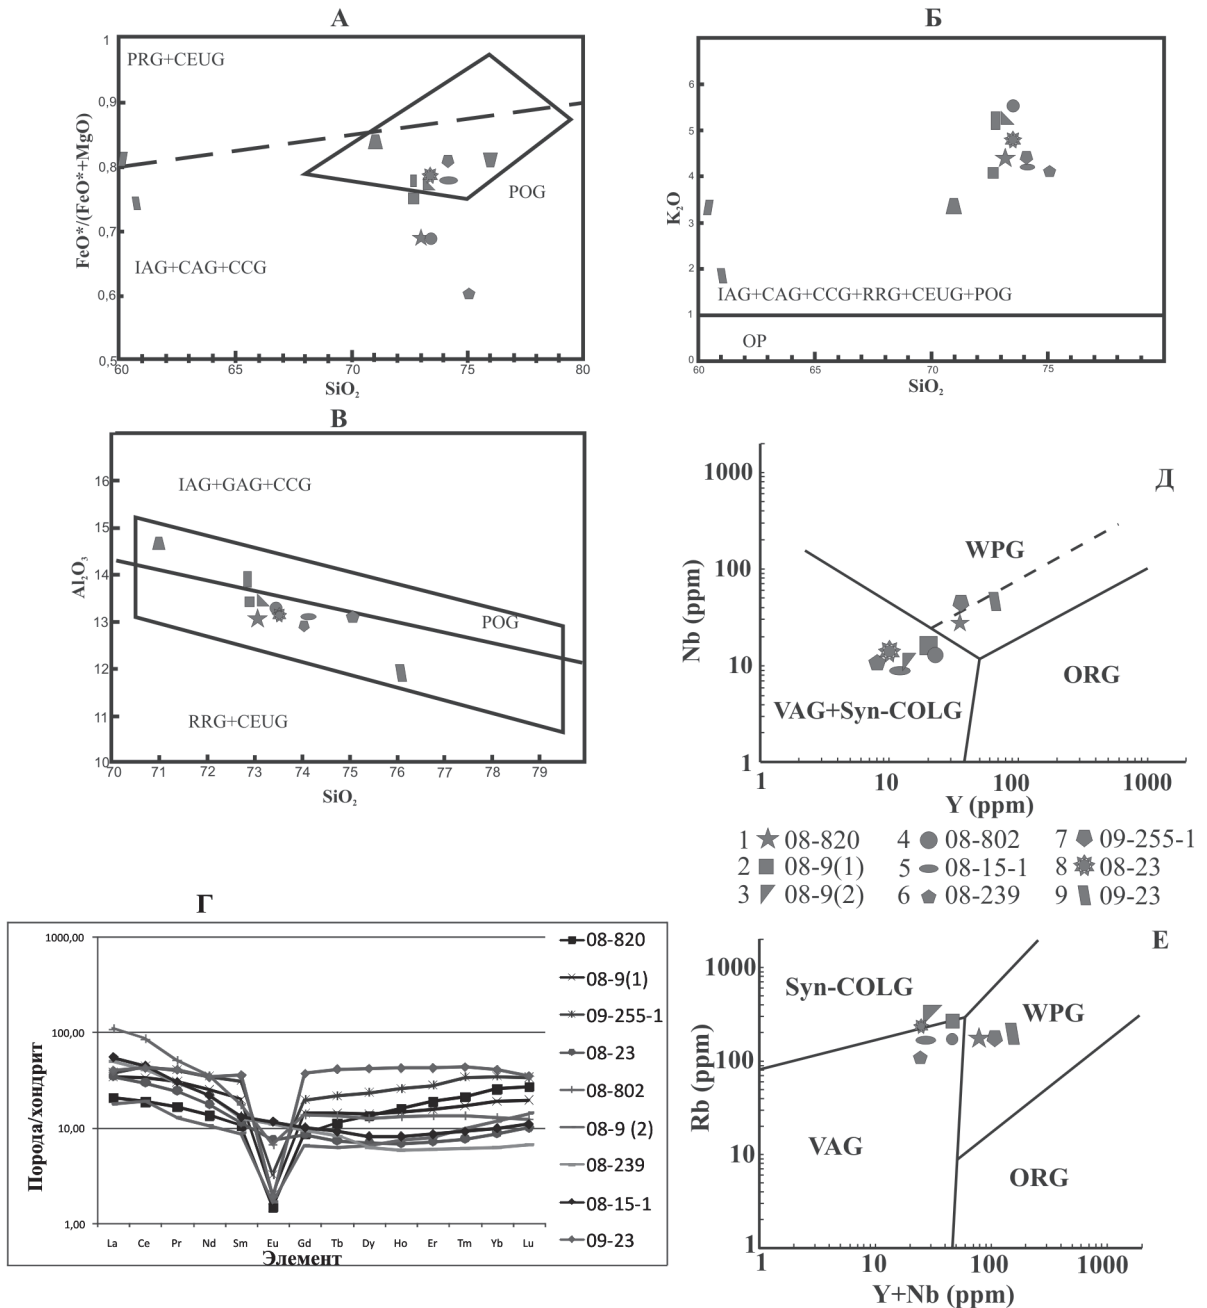 А
1
0,9
0,8
0,7
0,6
0,5
FeO*/(FeO*+MgO)
PRG+CEUG
POG
IAG+CAG+CCG
60
65
70
75
80
SiO₂
Б
6
5
4
3
2
1
0
K₂O
IAG+CAG+CCG+RRG+CEUG+POG
OP
60
65
70
75
SiO₂
В
16
15
14
13
12
11
10
Al₂O₃
IAG+GAG+CCG
POG
RRG+CEUG
70
71
72
73
74
75
76
77
78
79
SiO₂
Д
1000
100
10
1
Nb (ppm)
WPG
ORG
VAG+Syn-COLG
1
10
100
1000
Y (ppm)
1 08-820
4 08-802
7 09-255-1
2 08-9(1)
5 08-15-1
8 08-23
3 08-9(2)
6 08-239
9 09-23
Г
1000,00
100,00
10,00
1,00
Порода/хондрит
La Ce Pr Nd Sm Eu Gd Tb Dy Ho Er Tm Yb Lu
Элемент
08-820
08-9(1)
09-255-1
08-23
08-802
08-9 (2)
08-239
08-15-1
09-23
Е
1000
100
10
1
Rb (ppm)
Syn-COLG
WPG
VAG
ORG
1
10
100
1000
Y+Nb (ppm)